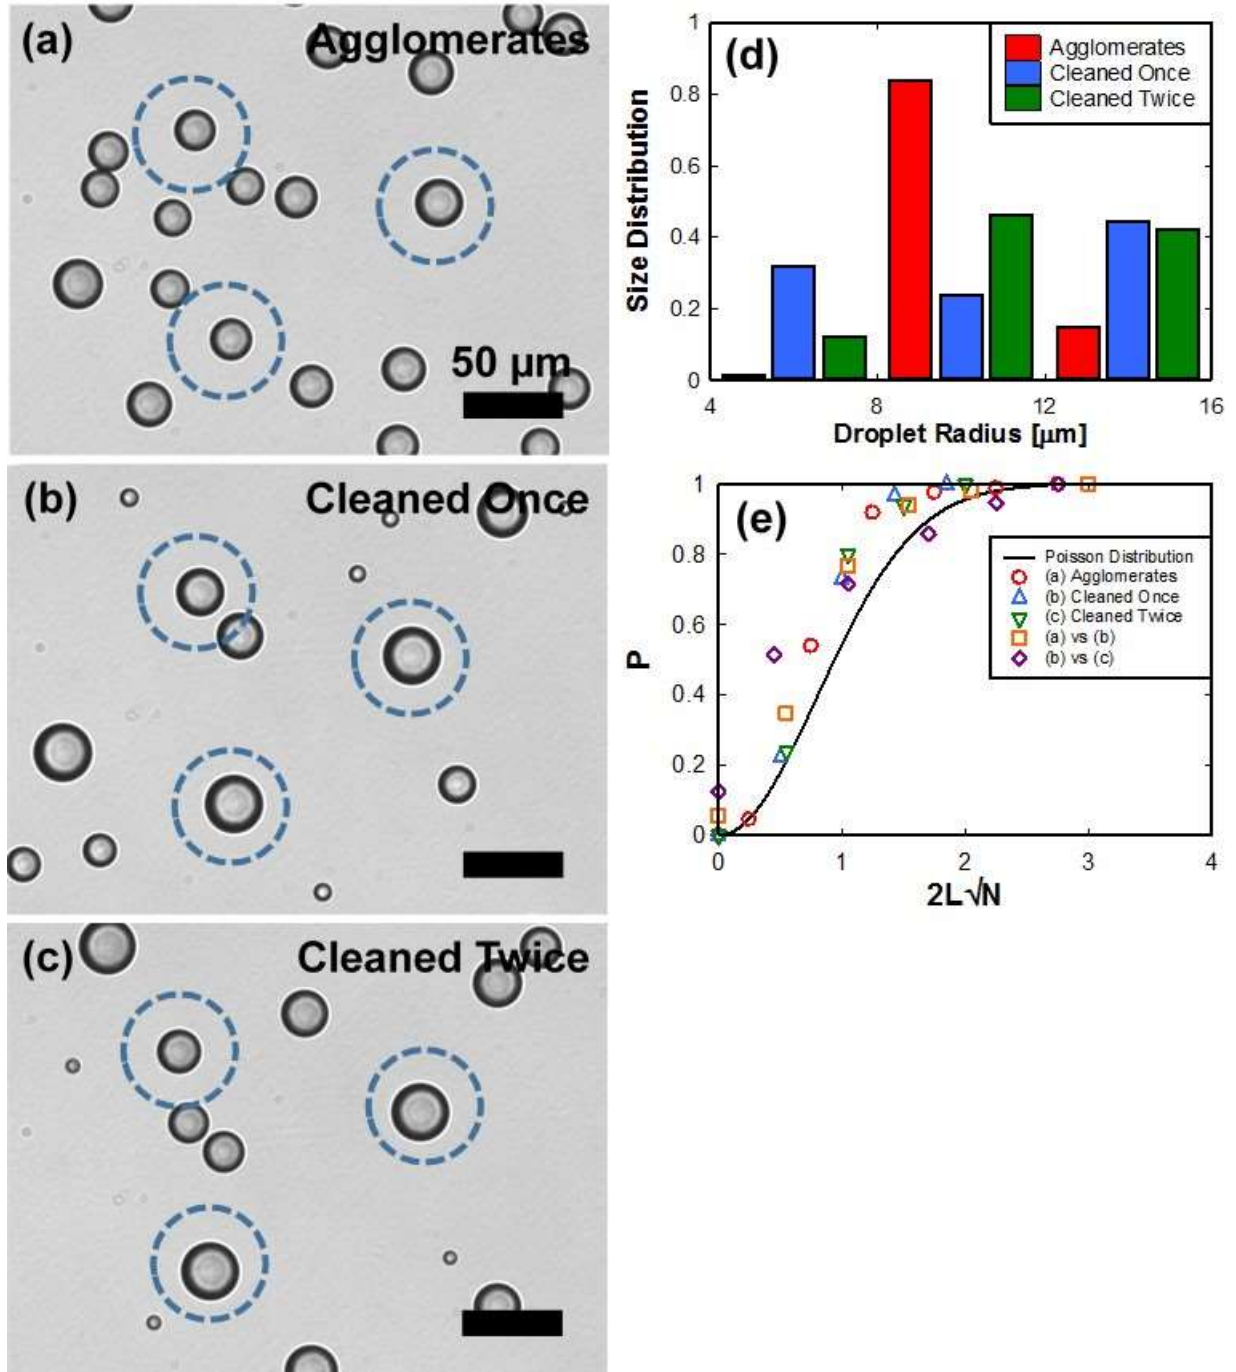 (a) Agglomerates
50 μm
(b) Cleaned Once
(c) Cleaned Twice
(d)
Agglomerates
Cleaned Once
Cleaned Twice
Size Distribution
1
0.8
0.6
0.4
0.2
0
4 8 12 16
Droplet Radius [μm]
(e)
Poisson Distribution
(a) Agglomerates
(b) Cleaned Once
(c) Cleaned Twice
(a) vs (b)
(b) vs (c)
P
1
0.8
0.6
0.4
0.2
0
0 1 2 3 4
2L√N